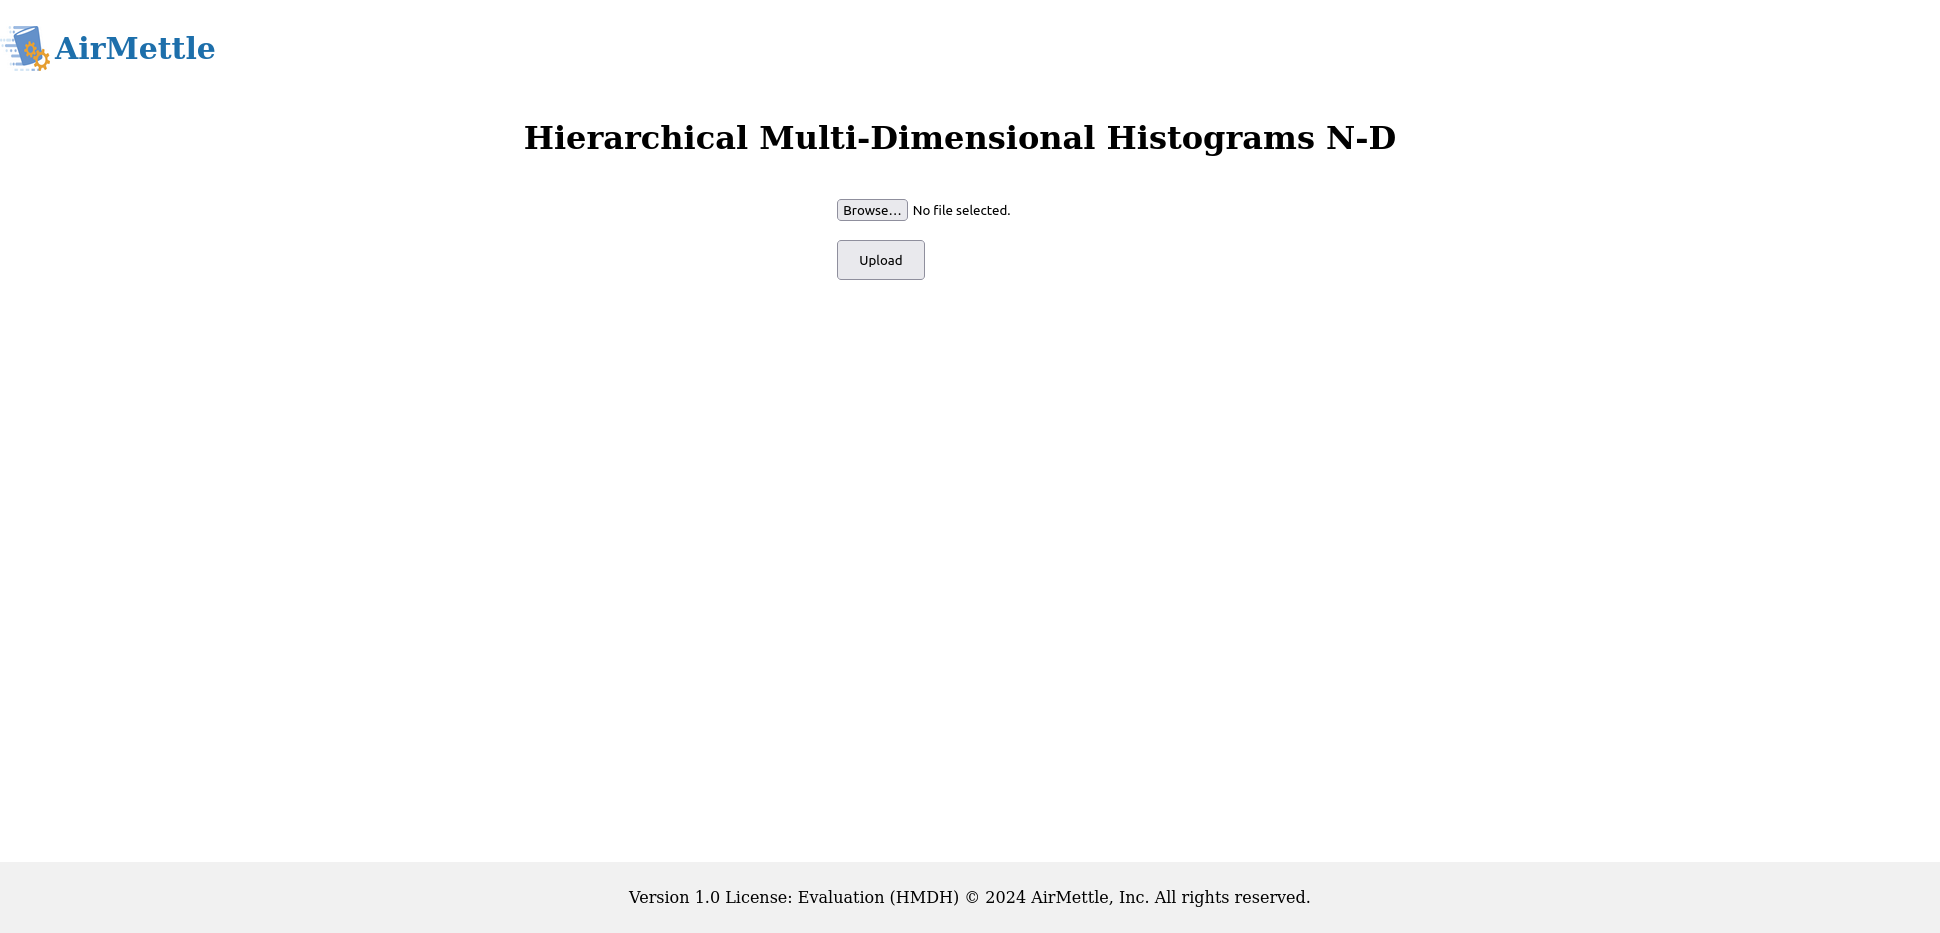 AirMettle
Hierarchical Multi-Dimensional Histograms N-D
Browse... No file selected.
Upload
Version 1.0 License: Evaluation (HMDH) © 2024 AirMettle, Inc. All rights reserved.